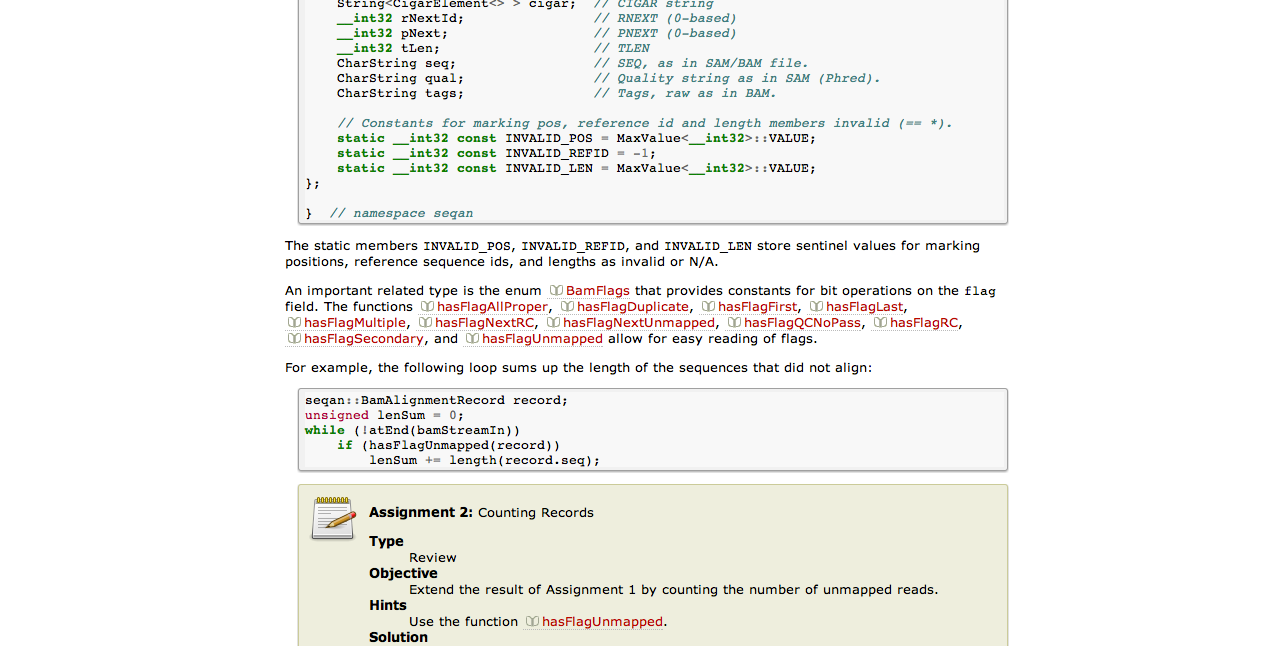 String<CigarElement<> > cigar;  // CIGAR string
__int32 rNextId;                // RNEXT (0-based)
__int32 pNext;                  // PNEXT (0-based)
__int32 tLen;                   // TLEN
CharString seq;                 // SEQ, as in SAM/BAM file.
CharString qual;                // Quality string as in SAM (Phred).
CharString tags;                // Tags, raw as in BAM.
// Constants for marking pos, reference id and length members invalid (== *).
static __int32 const INVALID_POS = MaxValue<__int32>::VALUE;
static __int32 const INVALID_REFID = -1;
static __int32 const INVALID_LEN = MaxValue<__int32>::VALUE;
};
}  // namespace seqan
The static members INVALID_POS, INVALID_REFID, and INVALID_LEN store sentinel values for marking
positions, reference sequence ids, and lengths as invalid or N/A.
An important related type is the enum BamFlags that provides constants for bit operations on the flag
field. The functions hasFlagAllProper, hasFlagDuplicate, hasFlagFirst, hasFlagLast,
hasFlagMultiple, hasFlagNextRC, hasFlagNextUnmapped, hasFlagQCNoPass, hasFlagRC,
hasFlagSecondary, and hasFlagUnmapped allow for easy reading of flags.
For example, the following loop sums up the length of the sequences that did not align:
seqan::BamAlignmentRecord record;
unsigned lenSum = 0;
while (!atEnd(bamStreamIn))
if (hasFlagUnmapped(record))
lenSum += length(record.seq);
Assignment 2: Counting Records
Type
Review
Objective
Extend the result of Assignment 1 by counting the number of unmapped reads.
Hints
Use the function hasFlagUnmapped.
Solution